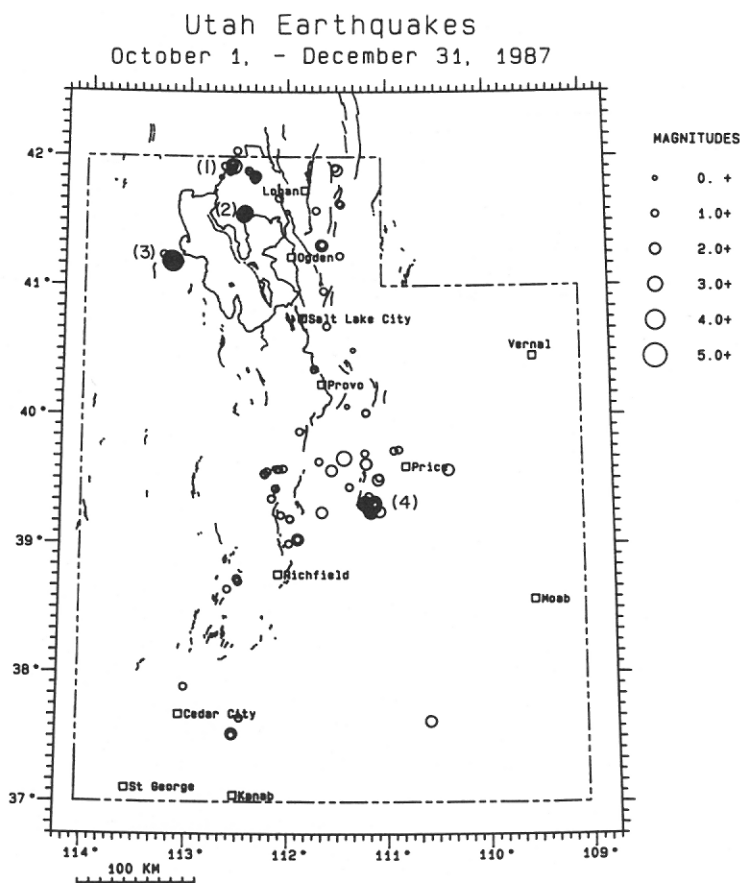 Utah Earthquakes
October 1, - December 31, 1987
MAGNITUDES
0. +
1.0+
2.0+
3.0+
4.0+
5.0+
42°
41°
40°
39°
38°
37°
(1)
Logan
(2)
(3)
Ogden
Salt Lake City
Vernal
Provo
Price
(4)
Richfield
Moab
Cedar City
St George
Kanab
114°
113°
112°
111°
110°
109°
100 KM